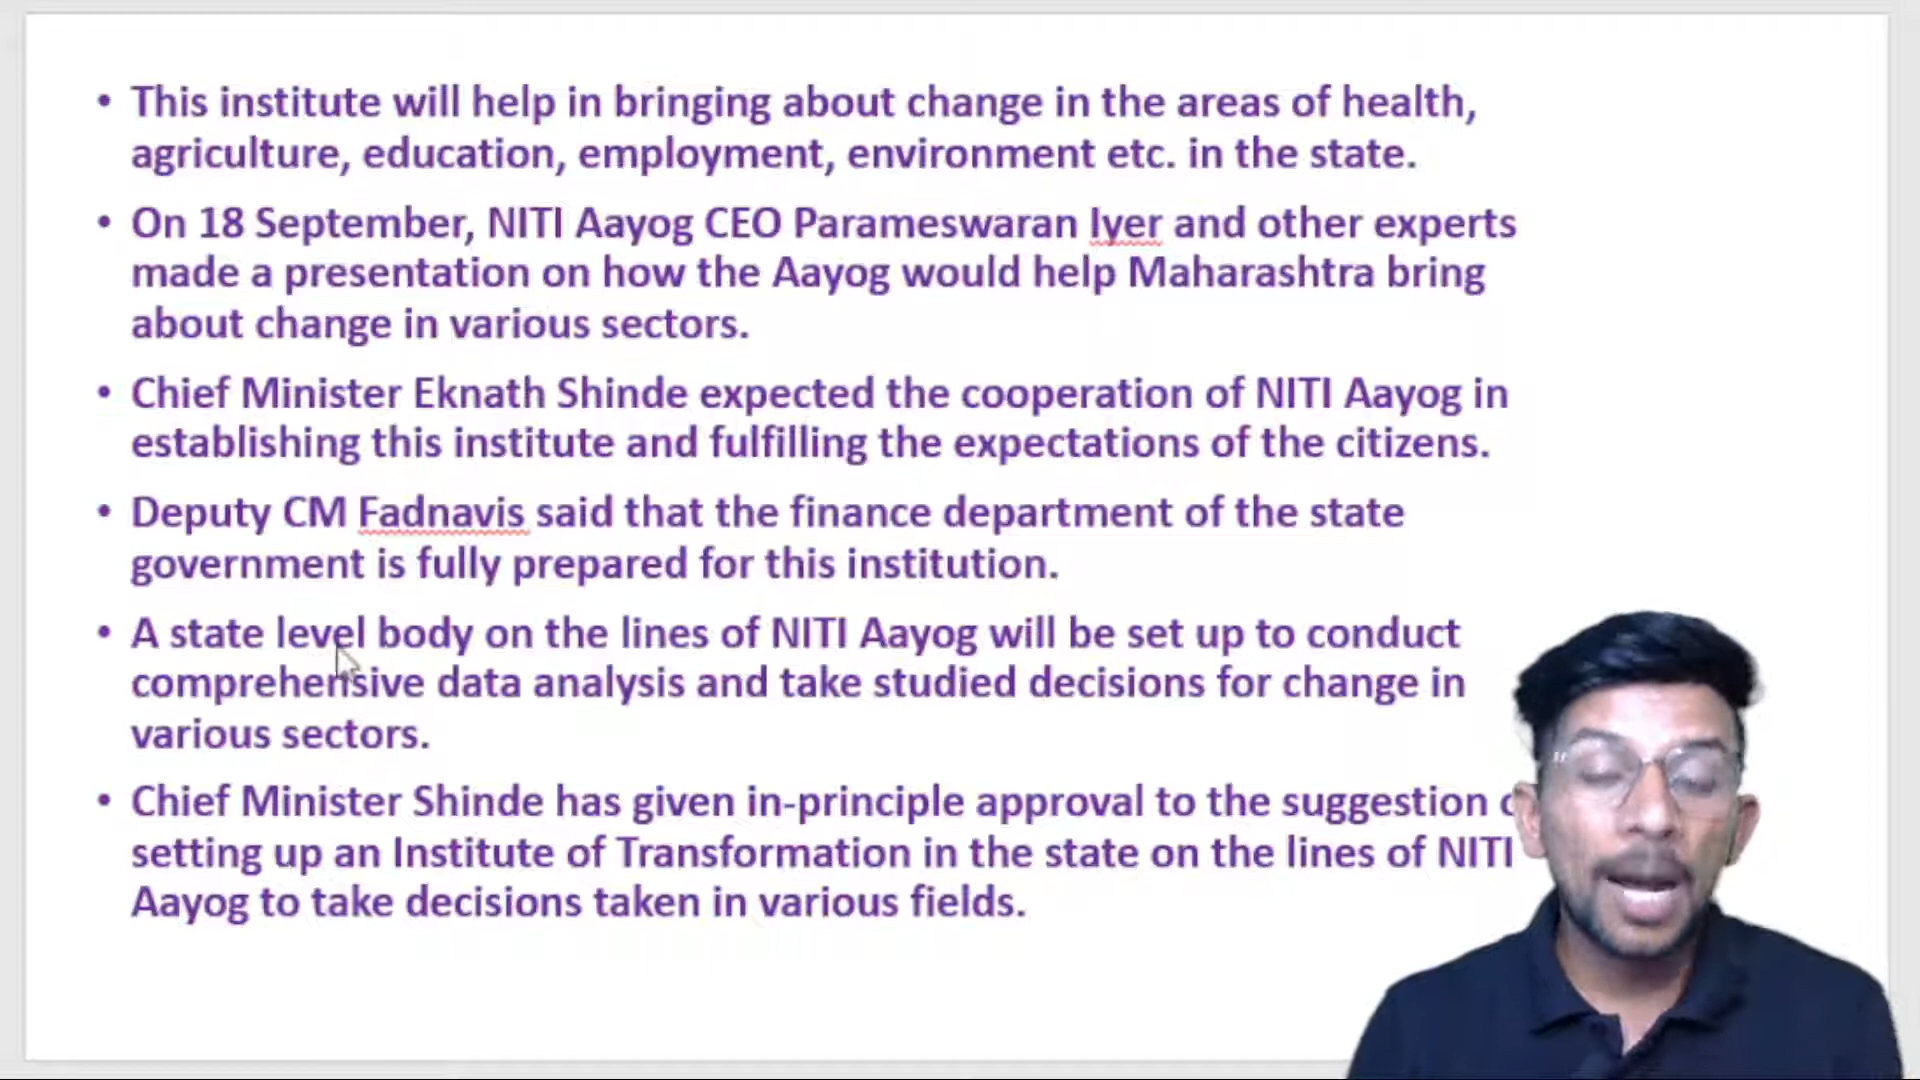 • This institute will help in bringing about change in the areas of health,
agriculture, education, employment, environment etc. in the state.
• On 18 September, NITI Aayog CEO Parameswaran Iyer and other experts
made a presentation on how the Aayog would help Maharashtra bring
about change in various sectors.
• Chief Minister Eknath Shinde expected the cooperation of NITI Aayog in
establishing this institute and fulfilling the expectations of the citizens.
• Deputy CM Fadnavis said that the finance department of the state
government is fully prepared for this institution.
• A state level body on the lines of NITI Aayog will be set up to conduct
comprehensive data analysis and take studied decisions for change in
various sectors.
• Chief Minister Shinde has given in-principle approval to the suggestion
setting up an Institute of Transformation in the state on the lines of NITI
Aayog to take decisions taken in various fields.